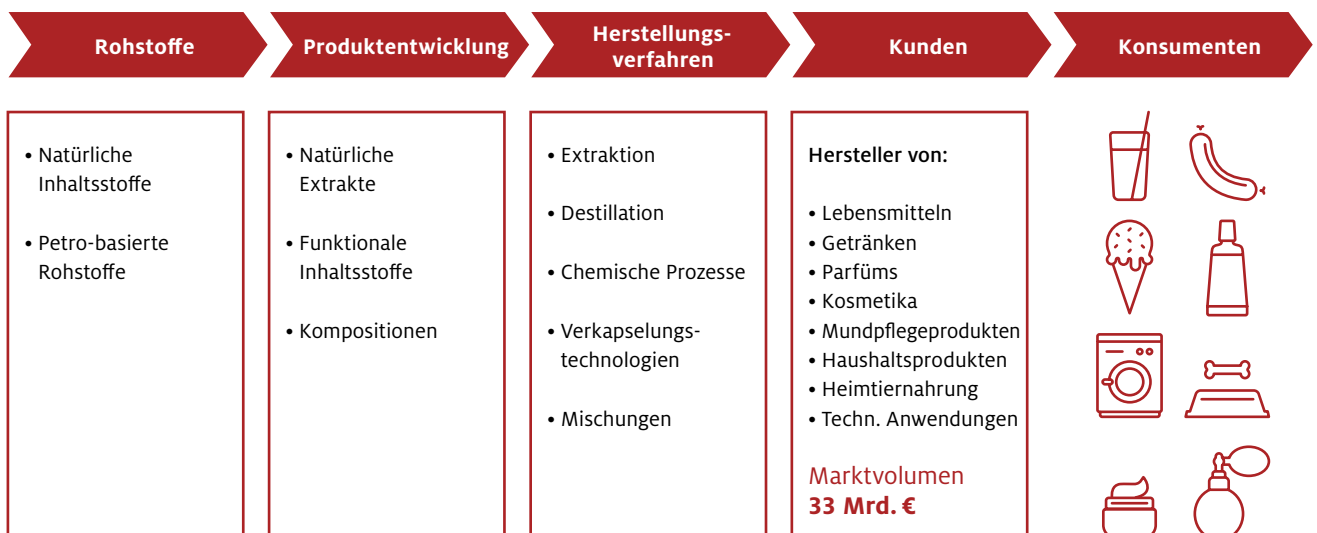 Rohstoffe
Produktentwicklung
Herstellungs-
verfahren
Kunden
Konsumenten
• Natürliche
Inhaltsstoffe
• Petro-basierte
Rohstoffe
• Natürliche
Extrakte
• Funktionale
Inhaltsstoffe
• Kompositionen
• Extraktion
• Destillation
• Chemische Prozesse
• Verkapselungs-
technologien
• Mischungen
Hersteller von:
• Lebensmitteln
• Getränken
• Parfüms
• Kosmetika
• Mundpflegeprodukten
• Haushaltsprodukten
• Heimtiernahrung
• Techn. Anwendungen
Marktvolumen
33 Mrd. €